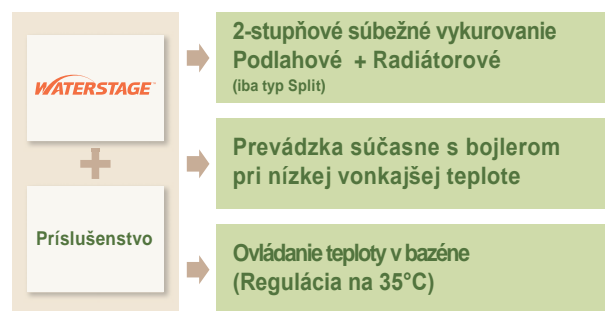 WATERSTAGE™
Príslušenstvo
2-stupňové súbežné vykurovanie
Podlahové + Radiátorové
(iba typ Split)
Prevádzka súčasne s bojlerom
pri nízkej vonkajšej teplote
Ovládanie teploty v bazéne
(Regulácia na 35°C)